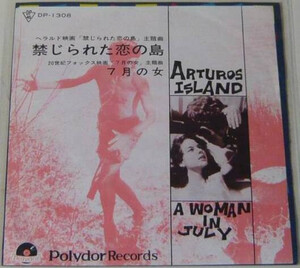 DP-1308
ヘラルド映画「禁じられた恋の島」主題曲
禁じられた恋の島
20世紀フォックス映画「7月の女」主題曲
7月の女
ARTUROS
ISLAND
A WOMAN
IN
JULY
Polydor Records